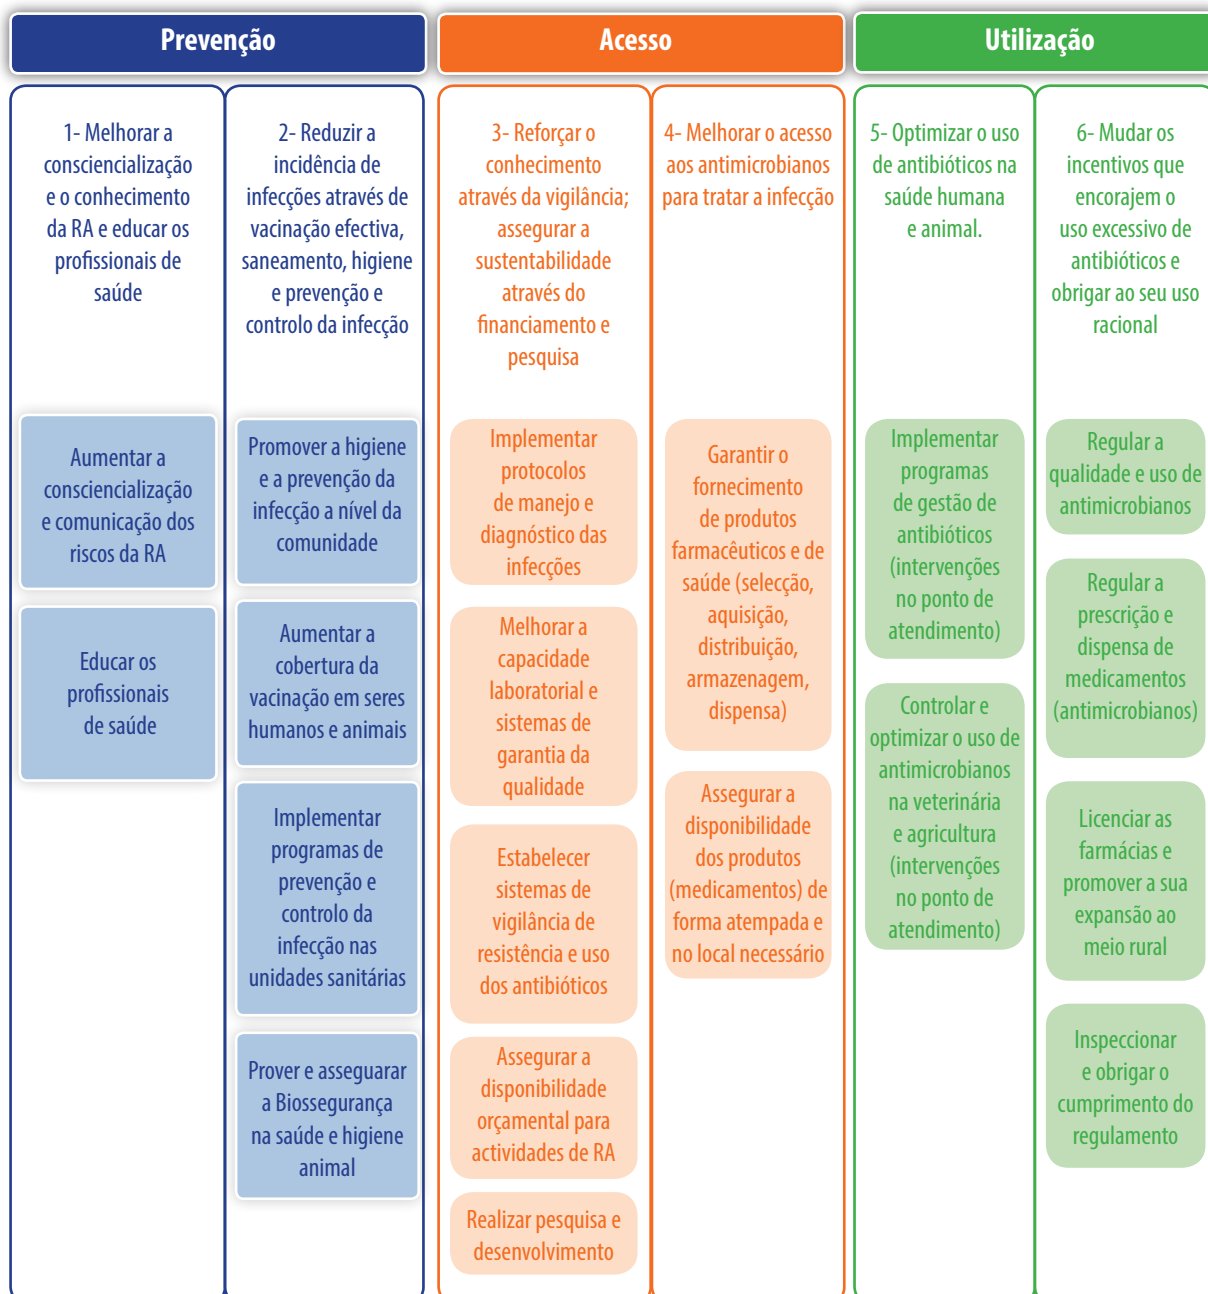 Prevenção
Acesso
Utilização
1- Melhorar a
consciencialização
e o conhecimento
da RA e educar os
profissionais de
saúde
2- Reduzir a
incidência de
infecções através de
vacinação efectiva,
saneamento, higiene
e prevenção e
controlo da infecção
3- Reforçar o
conhecimento
através da vigilância;
assegurar a
sustentabilidade
através do
financiamento e
pesquisa
4- Melhorar o acesso
aos antimicrobianos
para tratar a infecção
5- Optimizar o uso
de antibióticos na
saúde humana
e animal.
6- Mudar os
incentivos que
encorajem o
uso excessivo de
antibióticos e
obrigar ao seu uso
racional
Aumentar a
consciencialização
e comunicação dos
riscos da RA
Educar os
profissionais
de saúde
Promover a higiene
e a prevenção da
infecção a nível da
comunidade
Aumentar a
cobertura da
vacinação em seres
humanos e animais
Implementar
programas de
prevenção e
controlo da
infecção nas
unidades sanitárias
Prover e asseguarar
a Biossegurança
na saúde e higiene
animal
Implementar
protocolos
de manejo e
diagnóstico das
infecções
Melhorar a
capacidade
laboratorial e
sistemas de
garantia da
qualidade
Estabelecer
sistemas de
vigilância de
resistência e uso
dos antibióticos
Assegurar a
disponibilidade
orçamental para
actividades de RA
Realizar pesquisa e
desenvolvimento
Garantir o
fornecimento
de produtos
farmacêuticos e de
saúde (selecção,
aquisição,
distribuição,
armazenagem,
dispensa)
Assegurar a
disponibilidade
dos produtos
(medicamentos) de
forma atempada e
no local necessário
Implementar
programas
de gestão de
antibióticos
(intervenções
no ponto de
atendimento)
Controlar e
optimizar o uso de
antimicrobianos
na veterinária
e agricultura
(intervenções
no ponto de
atendimento)
Regular a
qualidade e uso de
antimicrobianos
Regular a
prescrição e
dispensa de
medicamentos
(antimicrobianos)
Licenciar as
farmácias e
promover a sua
expansão ao
meio rural
Inspeccionar
e obrigar o
cumprimento do
regulamento